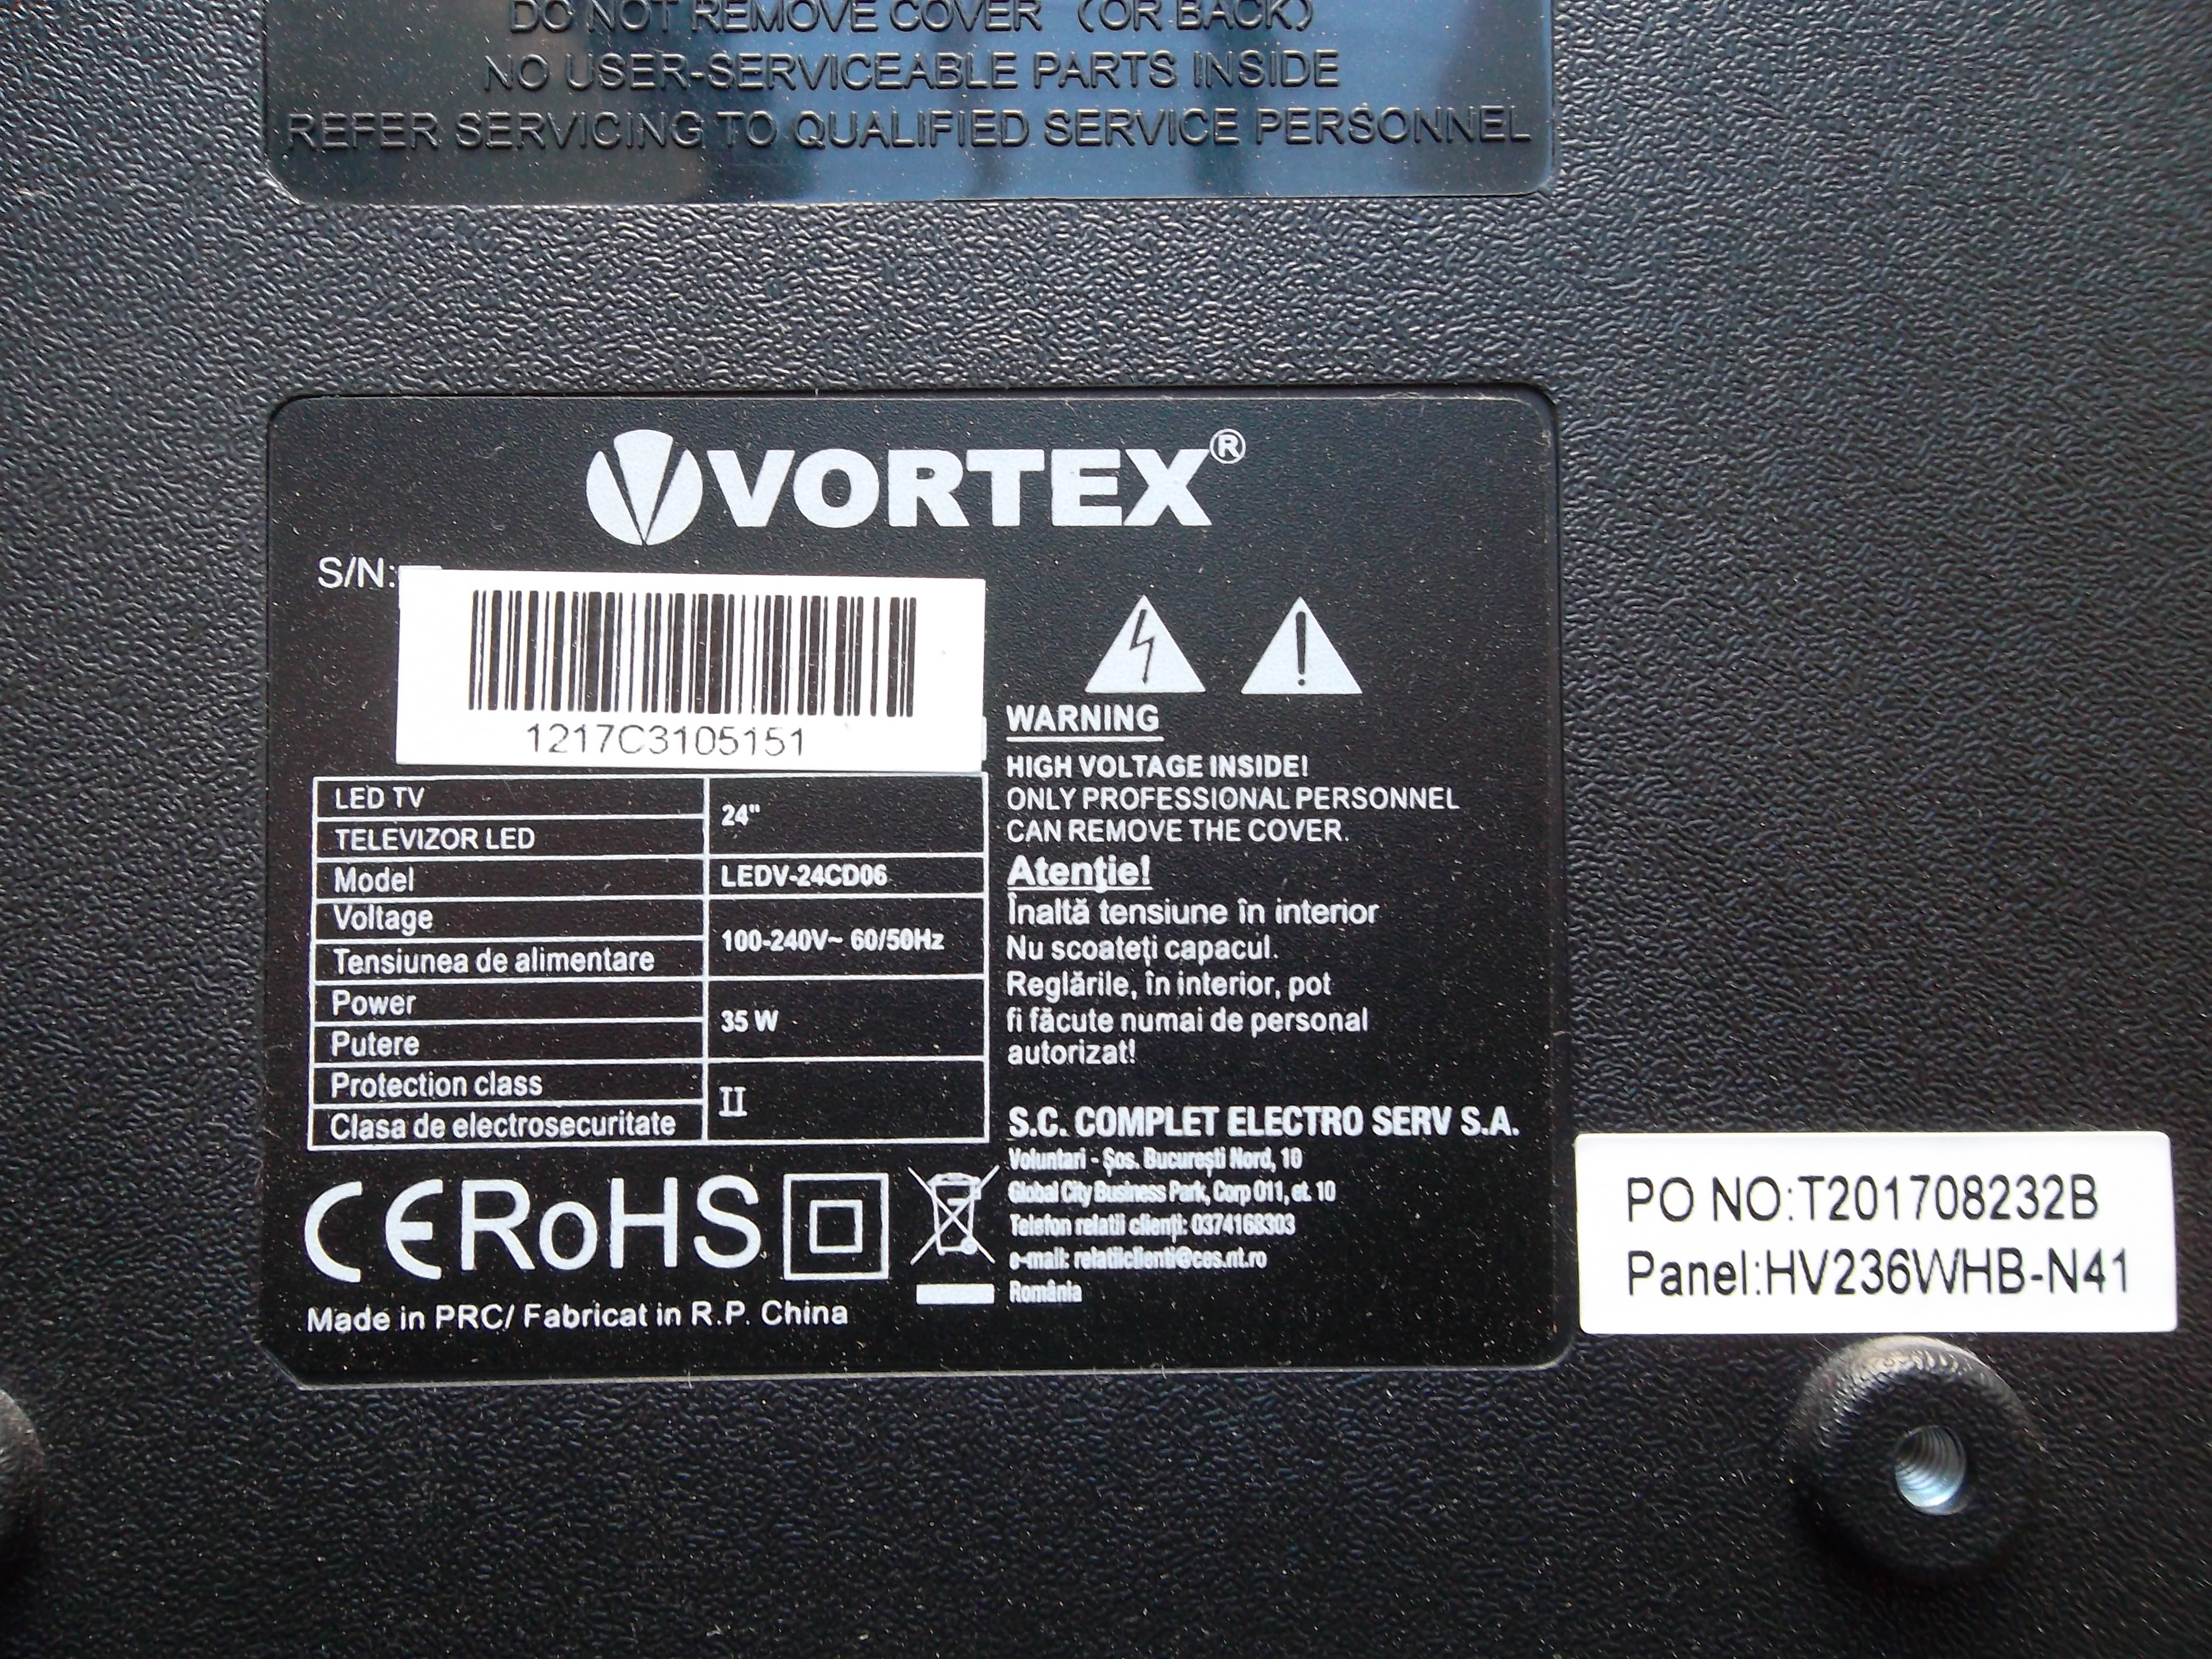 DO NOT REMOVE COVER (OR BACK)
NO USER-SERVICEABLE PARTS INSIDE
REFER SERVICING TO QUALIFIED SERVICE PERSONNEL
VORTEX®
S/N:
1217C3105151
LED TV
TELEVIZOR LED
24"
Model
LEDV-24CD06
Voltage
Tensiunea de alimentare
100-240V~ 60/50Hz
Power
Putere
35 W
Protection class
Clasa de electrosecuritate
II
CE RoHS
Made in PRC/ Fabricat in R.P. China
WARNING
HIGH VOLTAGE INSIDE!
ONLY PROFESSIONAL PERSONNEL
CAN REMOVE THE COVER.
Atenţie!
Înaltă tensiune în interior
Nu scoateţi capacul.
Reglările, în interior, pot
fi făcute numai de personal
autorizat!
S.C. COMPLET ELECTRO SERV S.A.
Voluntari - Şos. Bucureşti Nord, 10
Global City Business Park, Corp O11, et. 10
Telefon relatii clienţi: 0374168303
e-mail: relatiiclienti@ces.nt.ro
România
PO NO:T201708232B
Panel:HV236WHB-N41